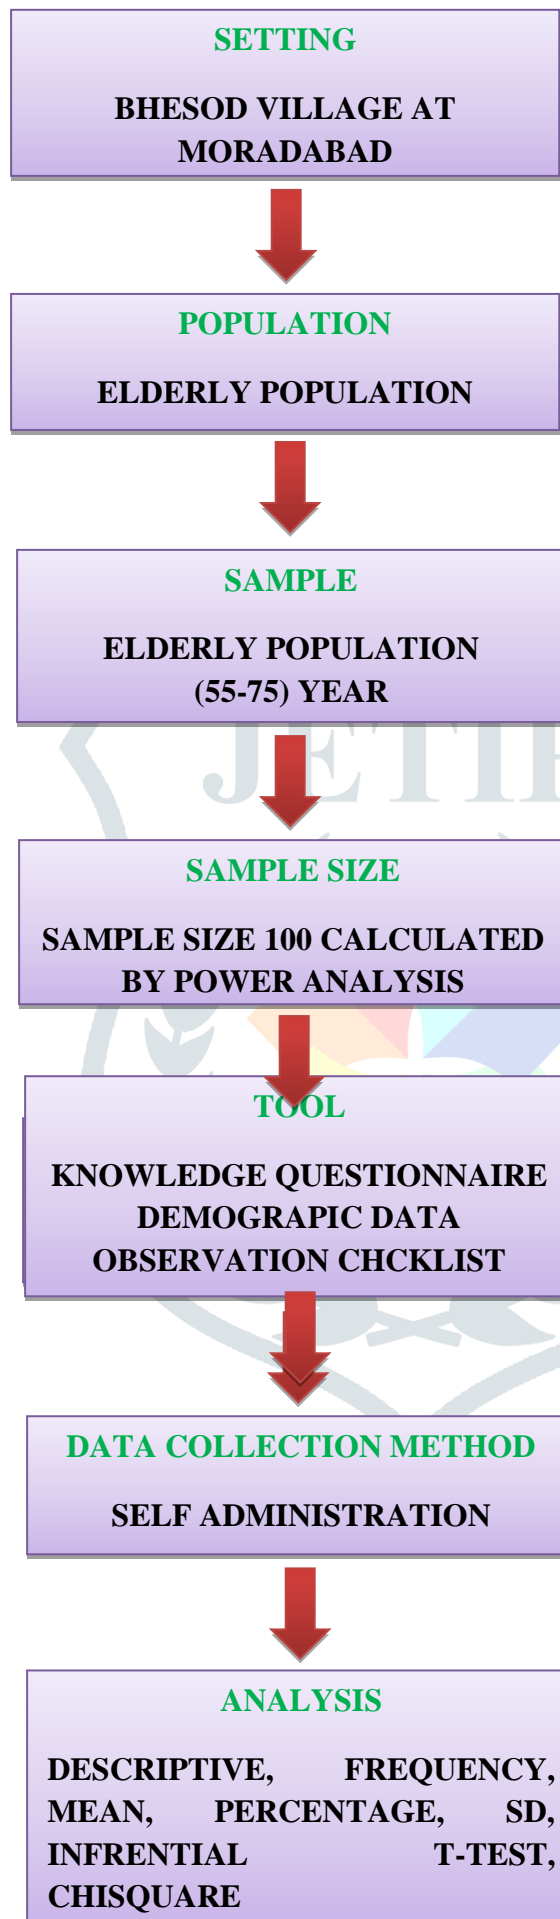 SETTING
BHESOD VILLAGE AT
MORADABAD
POPULATION
ELDERLY POPULATION
SAMPLE
ELDERLY POPULATION
(55-75) YEAR
JETIR
SAMPLE SIZE
SAMPLE SIZE 100 CALCULATED
BY POWER ANALYSIS
TOOL
KNOWLEDGE QUESTIONNAIRE
DEMOGRAPIC DATA
OBSERVATION CHCKLIST
DATA COLLECTION METHOD
SELF ADMINISTRATION
ANALYSIS
DESCRIPTIVE, FREQUENCY,
MEAN, PERCENTAGE, SD,
INFRENTIAL T-TEST,
CHISQUARE